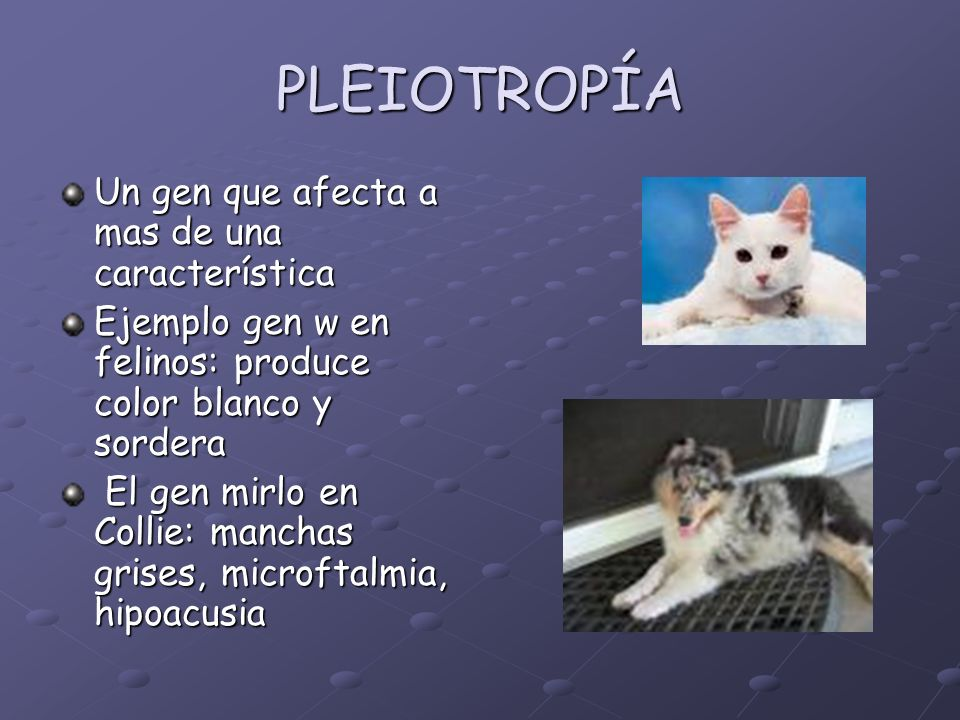 PLEIOTROPÍA
Un gen que afecta a
mas de una
característica
Ejemplo gen w en
felinos: produce
color blanco y
sordera
El gen mirlo en
Collie: manchas
grises, microftalmia,
hipoacusia